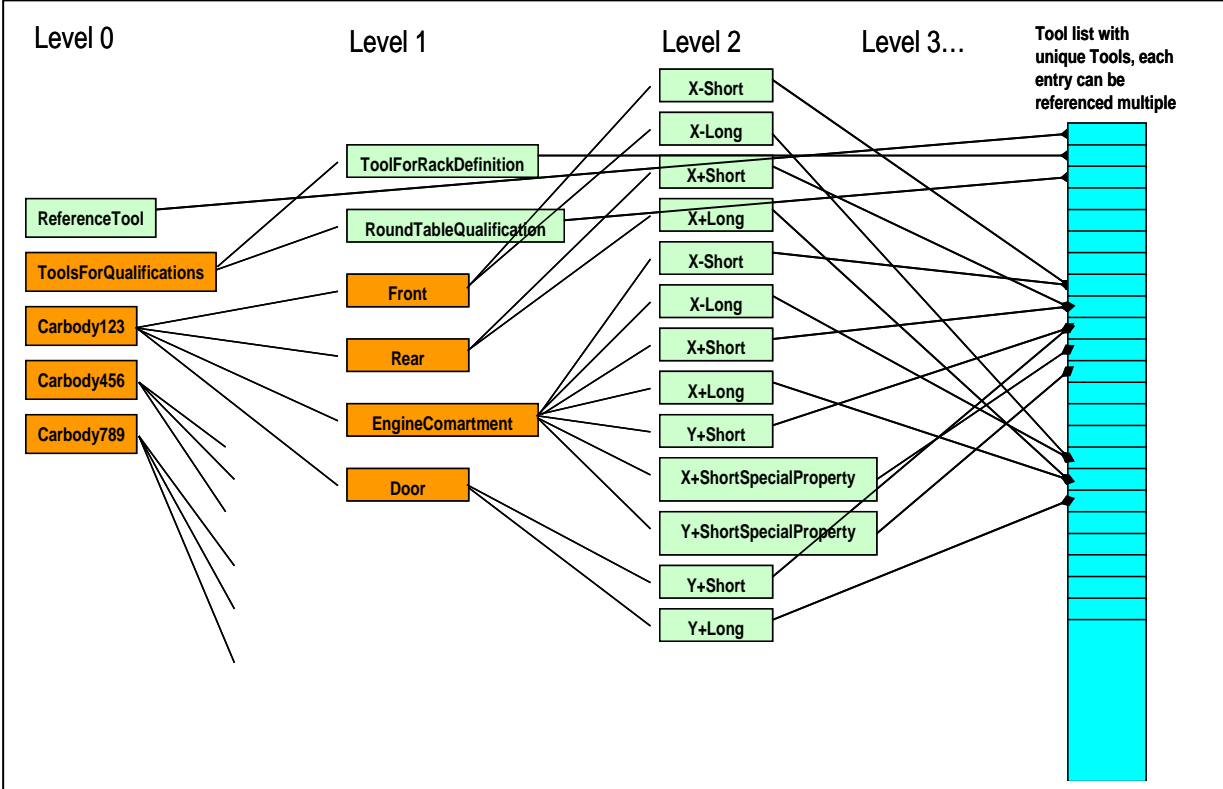 Level 0
Level 1
Level 2
Level 3...
Tool list with
unique Tools, each
entry can be
referenced multiple
ReferenceTool
ToolsForQualifications
Carbody123
Carbody456
Carbody789
ToolForRackDefinition
RoundTableQualification
Front
Rear
EngineComartment
Door
X-Short
X-Long
X+Short
X+Long
X-Short
X-Long
X+Short
X+Long
Y+Short
X+ShortSpecialProperty
Y+ShortSpecialProperty
Y+Short
Y+Long